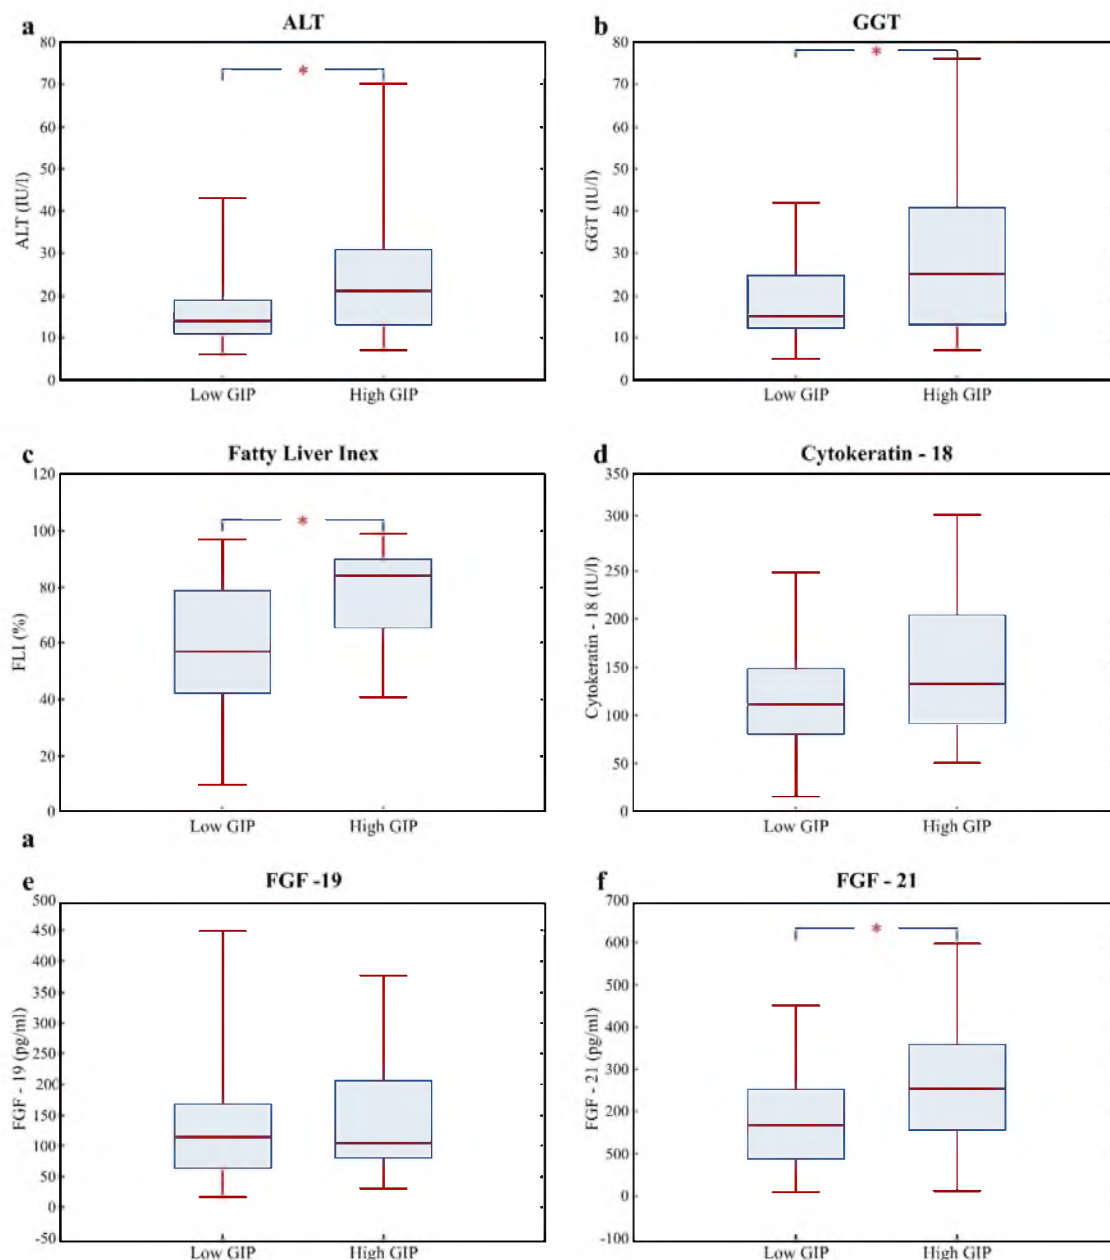 a
ALT
80
70
60
50
40
30
20
10
0
ALT (IU/l)
*
Low GIP
High GIP
b
GGT
80
70
60
50
40
30
20
10
0
GGT (IU/l)
*
Low GIP
High GIP
c
Fatty Liver Inex
120
100
80
60
40
20
0
FLI (%)
*
Low GIP
High GIP
d
Cytokeratin - 18
350
300
250
200
150
100
50
0
Cytokeratin - 18 (IU/l)
Low GIP
High GIP
a
e
FGF -19
500
450
400
350
300
250
200
150
100
50
0
-50
FGF - 19 (pg/ml)
Low GIP
High GIP
f
FGF - 21
700
600
500
400
300
200
500
0
-100
FGF - 21 (pg/ml)
*
Low GIP
High GIP